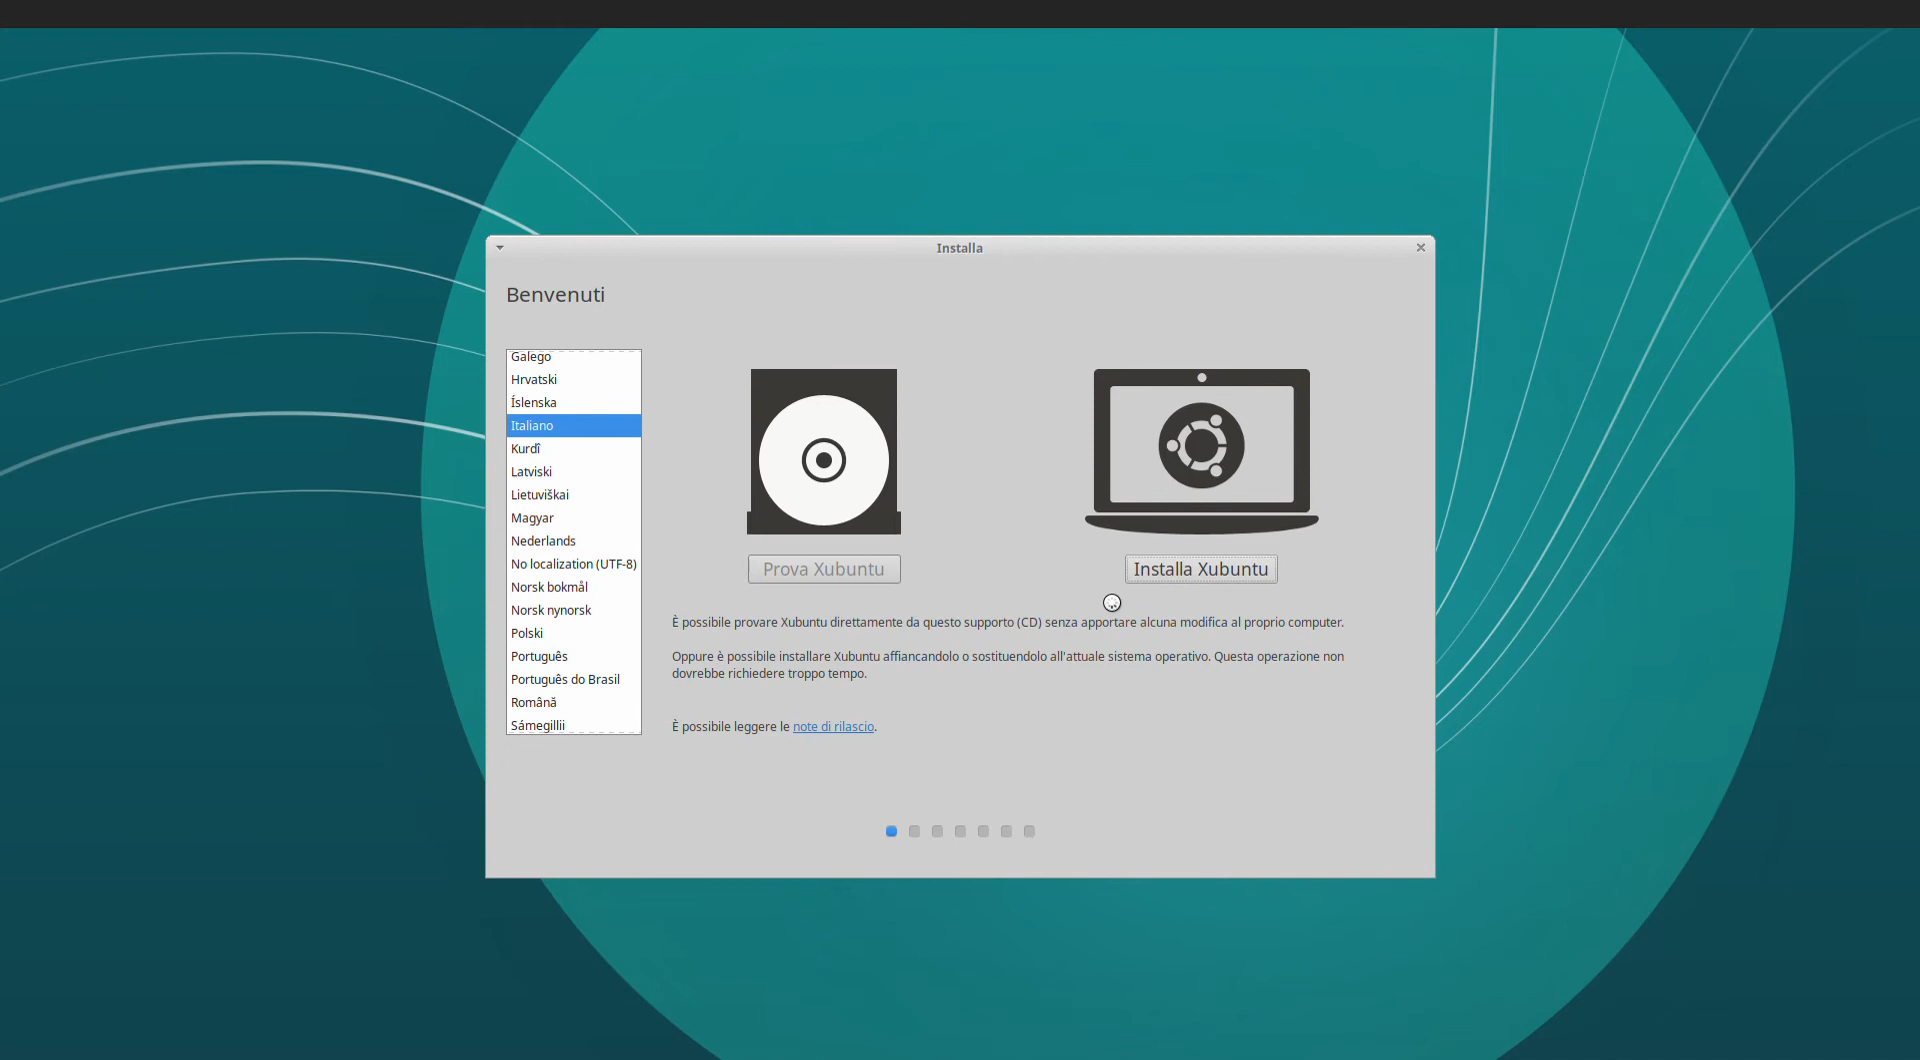 Installa
Benvenuti
Galego
Hrvatski
Íslenska
Italiano
Kurdî
Latviski
Lietuviškai
Magyar
Nederlands
No localization (UTF-8)
Norsk bokmål
Norsk nynorsk
Polski
Português
Português do Brasil
Română
Sámegillii
Prova Xubuntu
Installa Xubuntu
È possibile provare Xubuntu direttamente da questo supporto (CD) senza apportare alcuna modifica al proprio computer.
Oppure è possibile installare Xubuntu affiancandolo o sostituendolo all'attuale sistema operativo. Questa operazione non
dovrebbe richiedere troppo tempo.
È possibile leggere le note di rilascio.